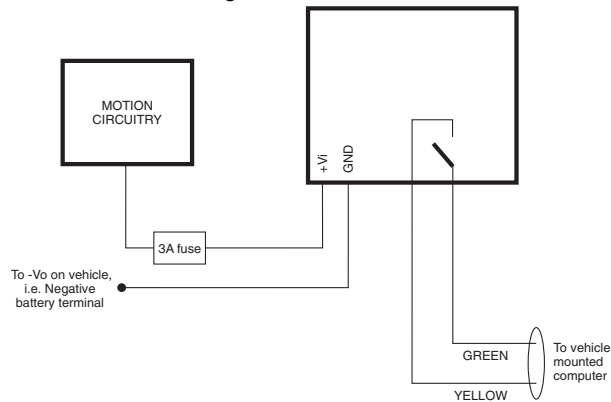 MOTION
CIRCUITRY
+Vi
GND
3A fuse
To -Vo on vehicle,
i.e. Negative
battery terminal
GREEN
YELLOW
To vehicle
mounted
computer